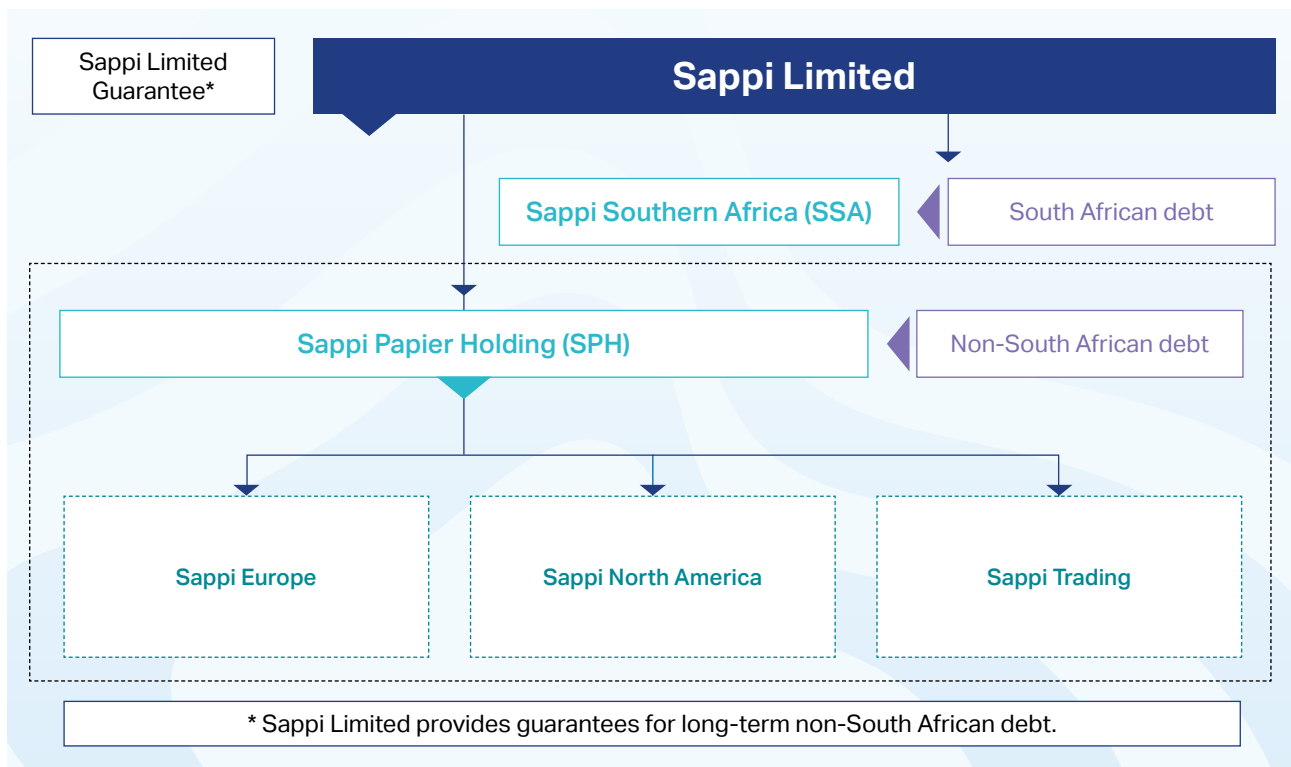 Sappi Limited
Guarantee*
Sappi Limited
Sappi Southern Africa (SSA)
South African debt
Sappi Papier Holding (SPH)
Non-South African debt
Sappi Europe
Sappi North America
Sappi Trading
* Sappi Limited provides guarantees for long-term non-South African debt.